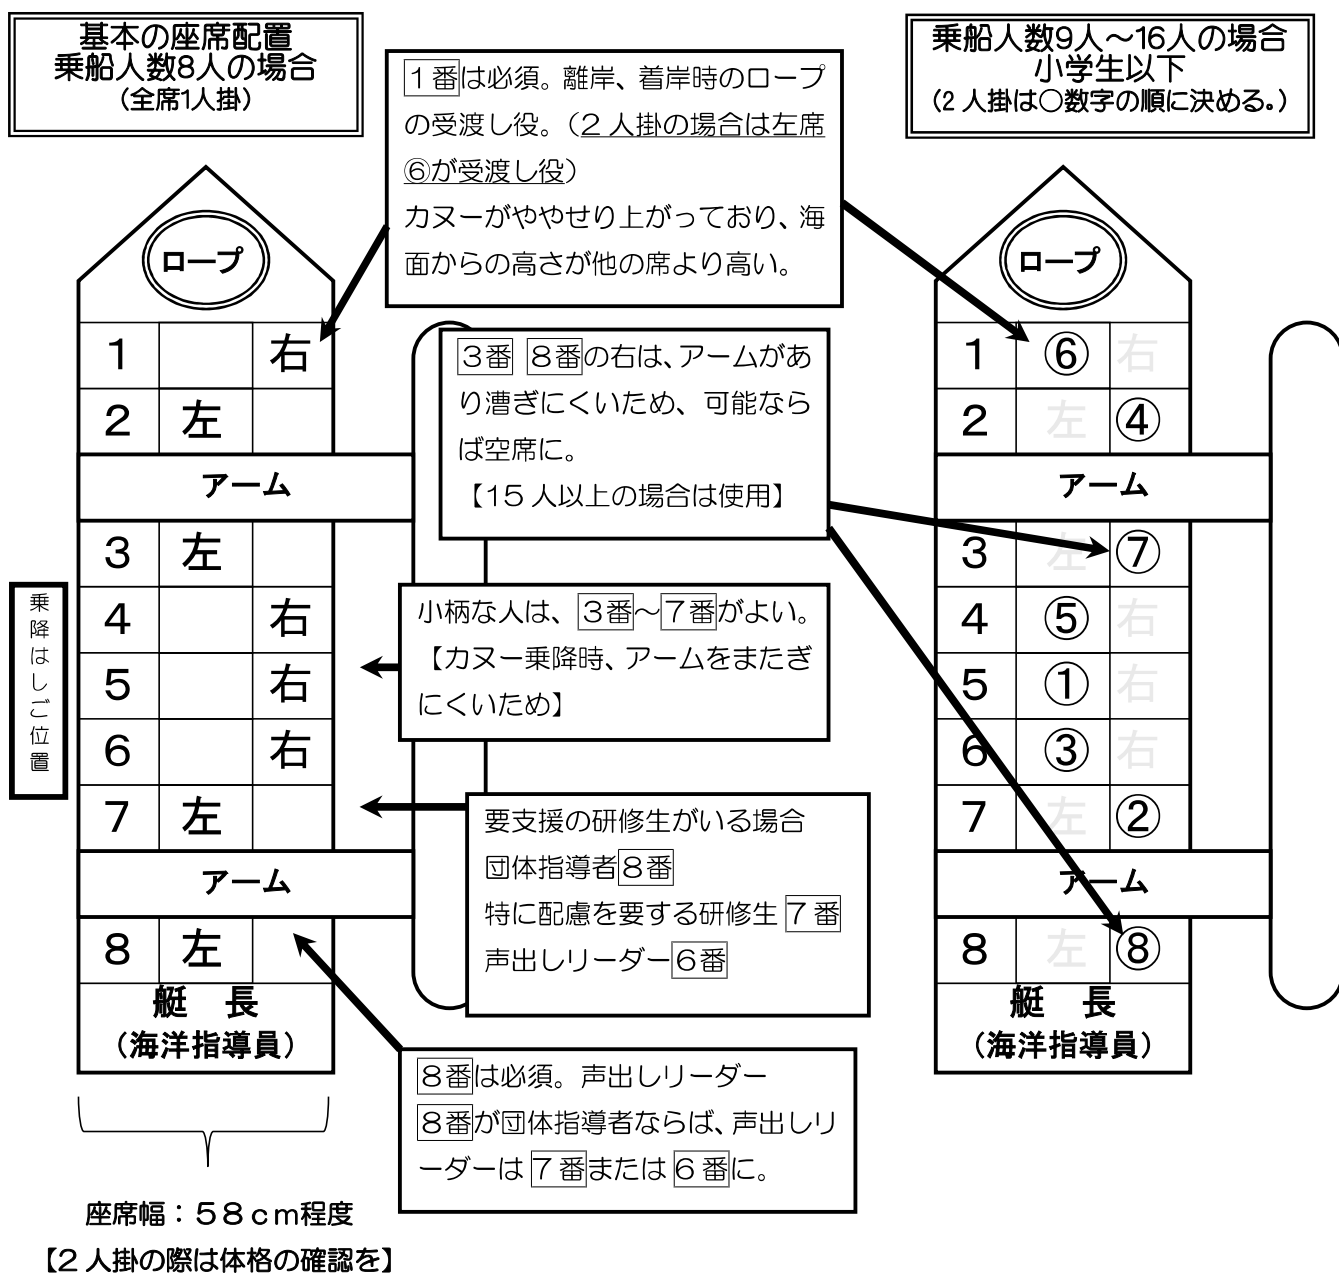 基本の座席配置
乗船人数8人の場合
(全席1人掛)
乗船人数9人～16人の場合
小学生以下
(2人掛は○数字の順に決める。)
1番は必須。離岸、着岸時のロープ
の受渡し役。(2人掛の場合は左席
⑥が受渡し役)
カヌーがややせり上がっており、海
面からの高さが他の席より高い。
ロープ
1 右
2 左
アーム
3 左
4 右
5 右
6 右
7 左
アーム
8 左
艇 長
(海洋指導員)
乗降はしご位置
座席幅：58cm程度
【2人掛の際は体格の確認を】
3番 8番の右は、アームがあ
り漕ぎにくいため、可能なら
ば空席に。
【15人以上の場合は使用】
小柄な人は、3番～7番がよい。
【カヌー乗降時、アームをまたぎ
にくいため】
要支援の研修生がいる場合
団体指導者8番
特に配慮を要する研修生7番
声出しリーダー6番
8番は必須。声出しリーダー
8番が団体指導者ならば、声出しリ
ーダーは7番または6番に。
ロープ
1 ⑥ 右
2 左 ④
アーム
3 左 ⑦
4 ⑤ 右
5 ① 右
6 ③ 右
7 左 ②
アーム
8 左 ⑧
艇 長
(海洋指導員)